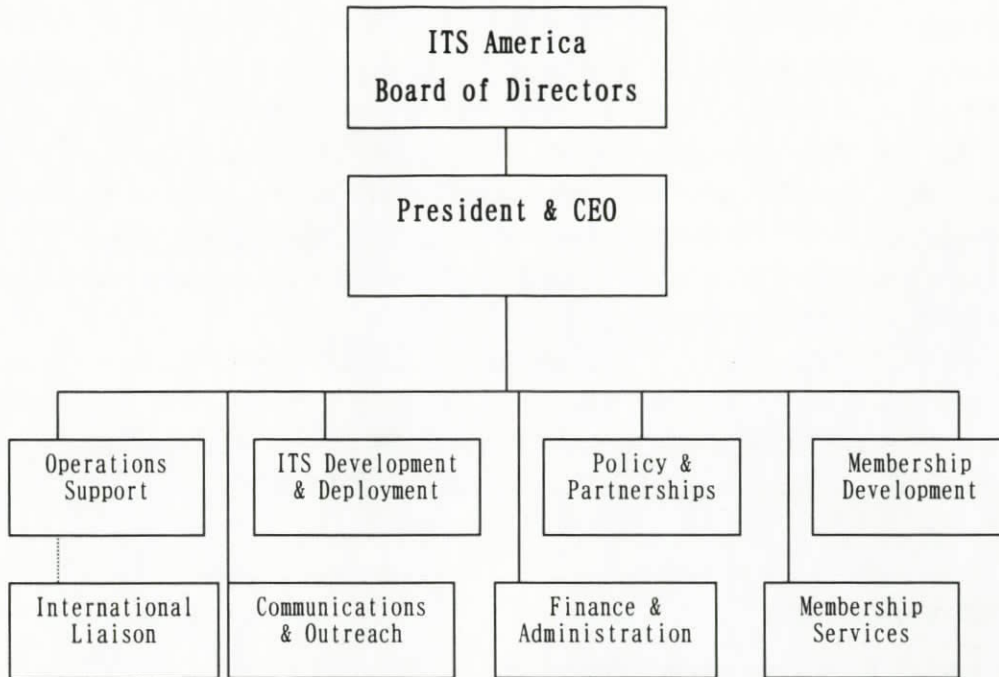 ITS America
Board of Directors
President & CEO
Operations
Support
ITS Development
& Deployment
Policy &
Partnerships
Membership
Development
International
Liaison
Communications
& Outreach
Finance &
Administration
Membership
Services